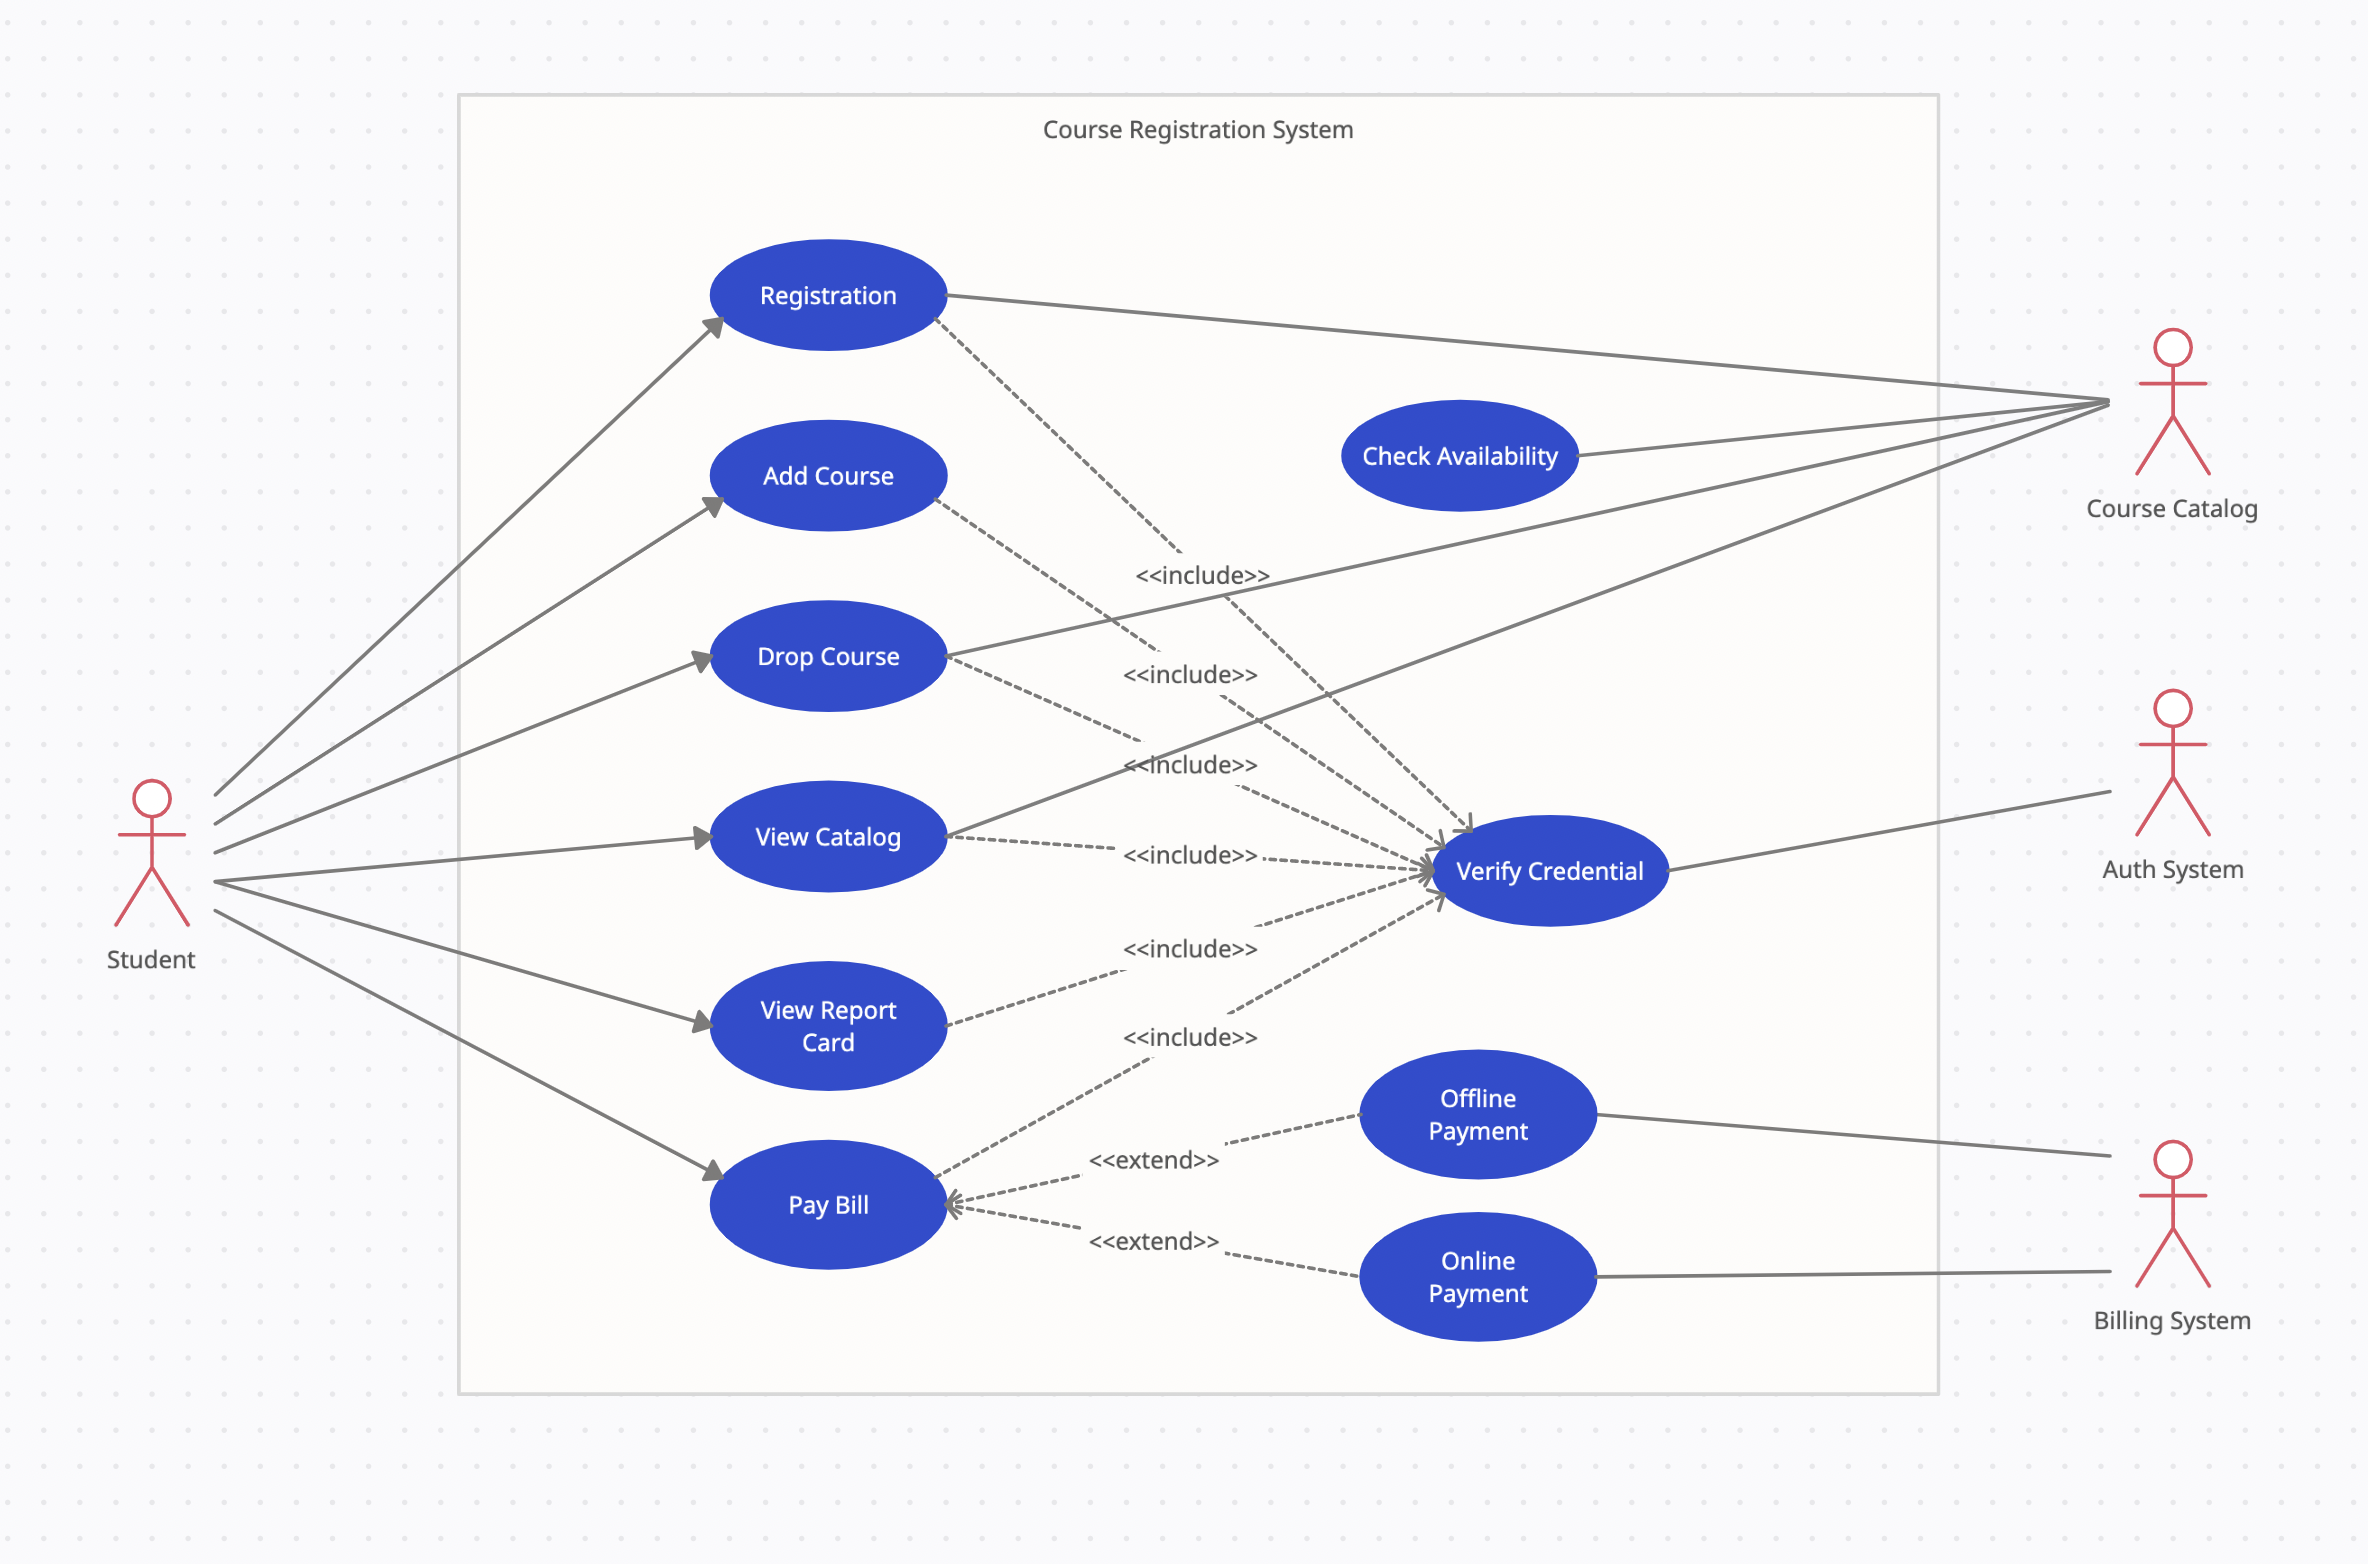 Course Registration System
Registration
Add Course
Check Availability
Course Catalog
<<include>>
Drop Course
<<include>>
<<include>>
View Catalog
<<include>>
Verify Credential
Auth System
Student
<<include>>
View Report
Card
<<include>>
Offline
Payment
<<extend>>
Pay Bill
<<extend>>
Online
Payment
Billing System